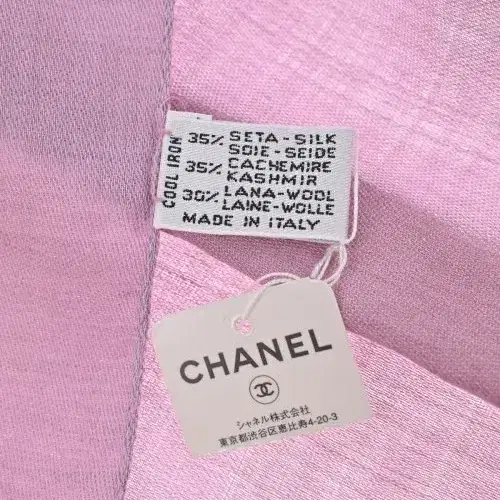 COOL IRON
35% SETA-SILK
SOIE-SEIDE
35% CACHEMIRE
KASHMIR
30% LANA-WOOL
LAINE-WOLLE
MADE IN ITALY
CHANEL
シャネル株式会社
東京都渋谷区恵比寿4-20-3